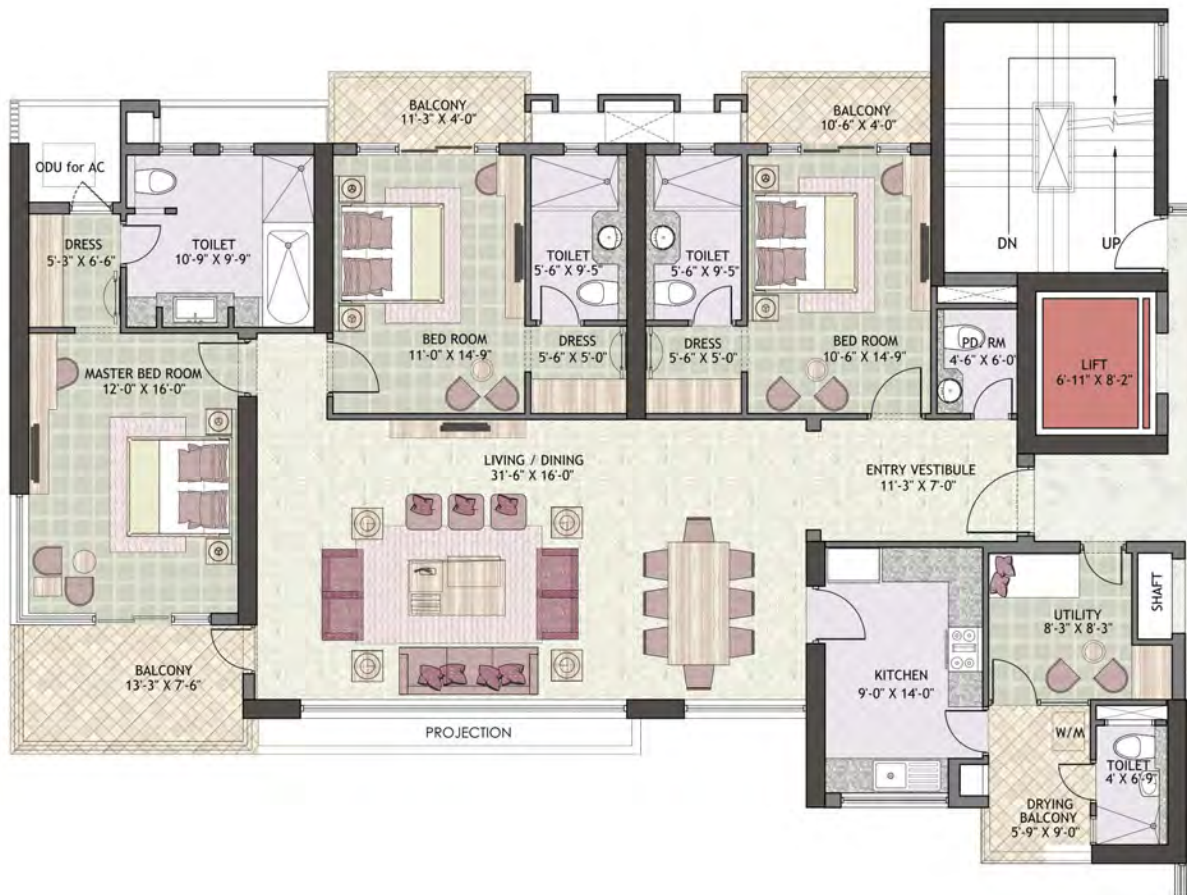 BALCONY
11'-3" X 4'-0"
BALCONY
10'-6" X 4'-0"
ODU for AC
DRESS
5'-3" X 6'-6"
TOILET
10'-9" X 9'-9"
TOILET
5'-6" X 9'-5"
TOILET
5'-6" X 9'-5"
DN
UP
BED ROOM
11'-0" X 14'-9"
DRESS
5'-6" X 5'-0"
DRESS
5'-6" X 5'-0"
BED ROOM
10'-6" X 14'-9"
PD. RM
4'-6" X 6'-0"
LIFT
6'-11" X 8'-2"
MASTER BED ROOM
12'-0" X 16'-0"
LIVING / DINING
31'-6" X 16'-0"
ENTRY VESTIBULE
11'-3" X 7'-0"
SHAFT
UTILITY
8'-3" X 8'-3"
BALCONY
13'-3" X 7'-6"
KITCHEN
9'-0" X 14'-0"
PROJECTION
W/M
TOILET
4' X 6'-9"
DRYING
BALCONY
5'-9" X 9'-0"